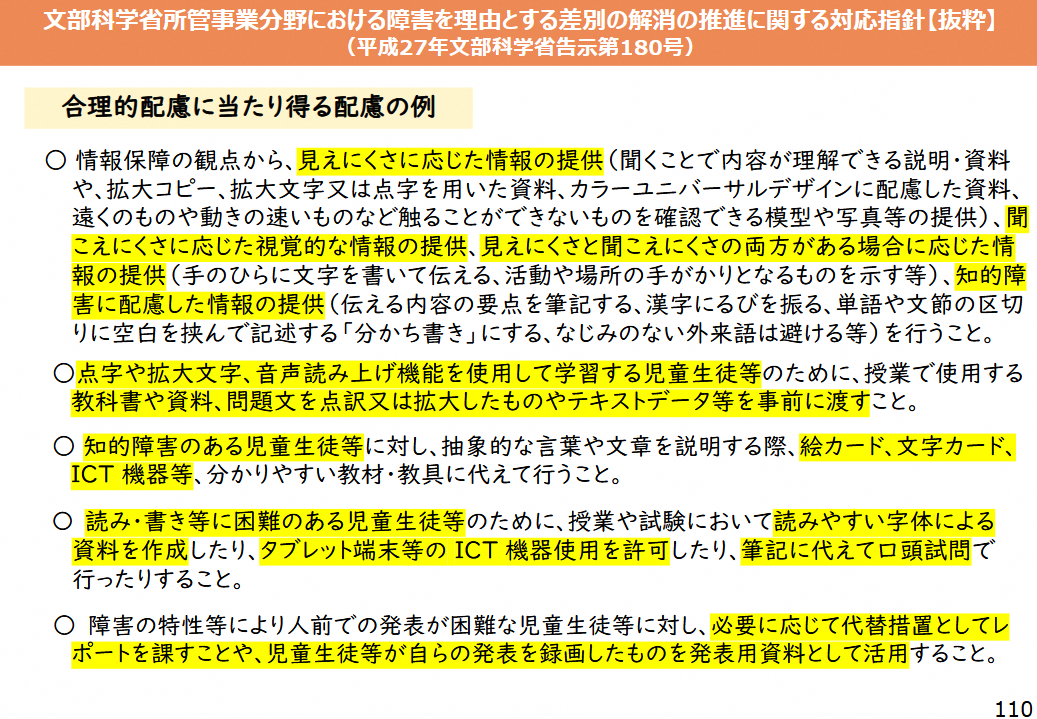 文部科学省所管事業分野における障害を理由とする差別の解消の推進に関する対応指針【抜粋】
（平成27年文部科学省告示第180号）
合理的配慮に当たり得る配慮の例
〇 情報保障の観点から、見えにくさに応じた情報の提供（聞くことで内容が理解できる説明・資料
や、拡大コピー、拡大文字又は点字を用いた資料、カラーユニバーサルデザインに配慮した資料、
遠くのものや動きの速いものなど触ることができないものを確認できる模型や写真等の提供）、聞
こえにくさに応じた視覚的な情報の提供、見えにくさと聞こえにくさの両方がある場合に応じた情
報の提供（手のひらに文字を書いて伝える、活動や場所の手がかりとなるものを示す等）、知的障
害に配慮した情報の提供（伝える内容の要点を筆記する、漢字にるびを振る、単語や文節の区切
りに空白を挟んで記述する「分かち書き」にする、なじみのない外来語は避ける等）を行うこと。
〇点字や拡大文字、音声読み上げ機能を使用して学習する児童生徒等のために、授業で使用する
教科書や資料、問題文を点訳又は拡大したものやテキストデータ等を事前に渡すこと。
〇 知的障害のある児童生徒等に対し、抽象的な言葉や文章を説明する際、絵カード、文字カード、
ICT 機器等、分かりやすい教材・教具に代えて行うこと。
〇 読み・書き等に困難のある児童生徒等のために、授業や試験において読みやすい字体による
資料を作成したり、タブレット端末等の ICT 機器使用を許可したり、筆記に代えて口頭試問で
行ったりすること。
〇 障害の特性等により人前での発表が困難な児童生徒等に対し、必要に応じて代替措置としてレ
ポートを課すことや、児童生徒等が自らの発表を録画したものを発表用資料として活用すること。
110